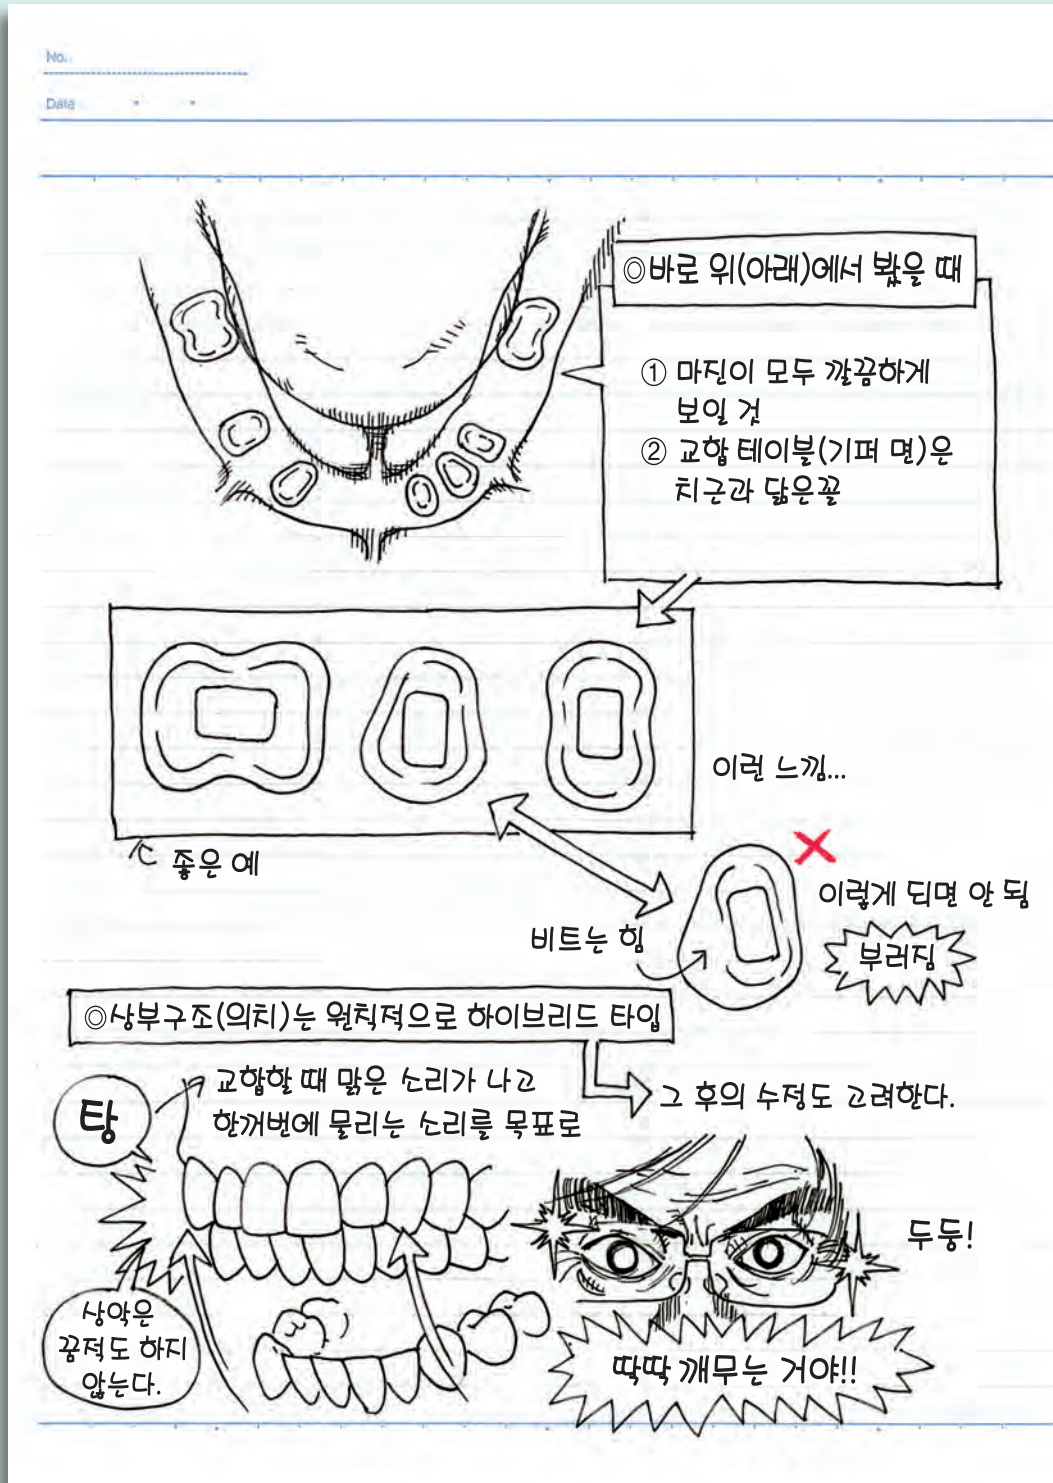 No.
Date
◎바로 위(아래)에서 봤을 때
① 마진이 모두 깔끔하게
보일 것
② 교합 테이블(기펴 면)은
치근과 닮은꼴
이런 느낌...
좋은 예
이렇게 되면 안 됨
비트는 힘
부러짐
◎상부구조(의치)는 원칙적으로 하이브리드 타입
교합할 때 맑은 소리가 나고
한꺼번에 물리는 소리를 목표로
탕
그 후의 수정도 고려한다.
두둥!
상악은
꿈적도 하지
않는다.
딱딱 깨무는 거야!!